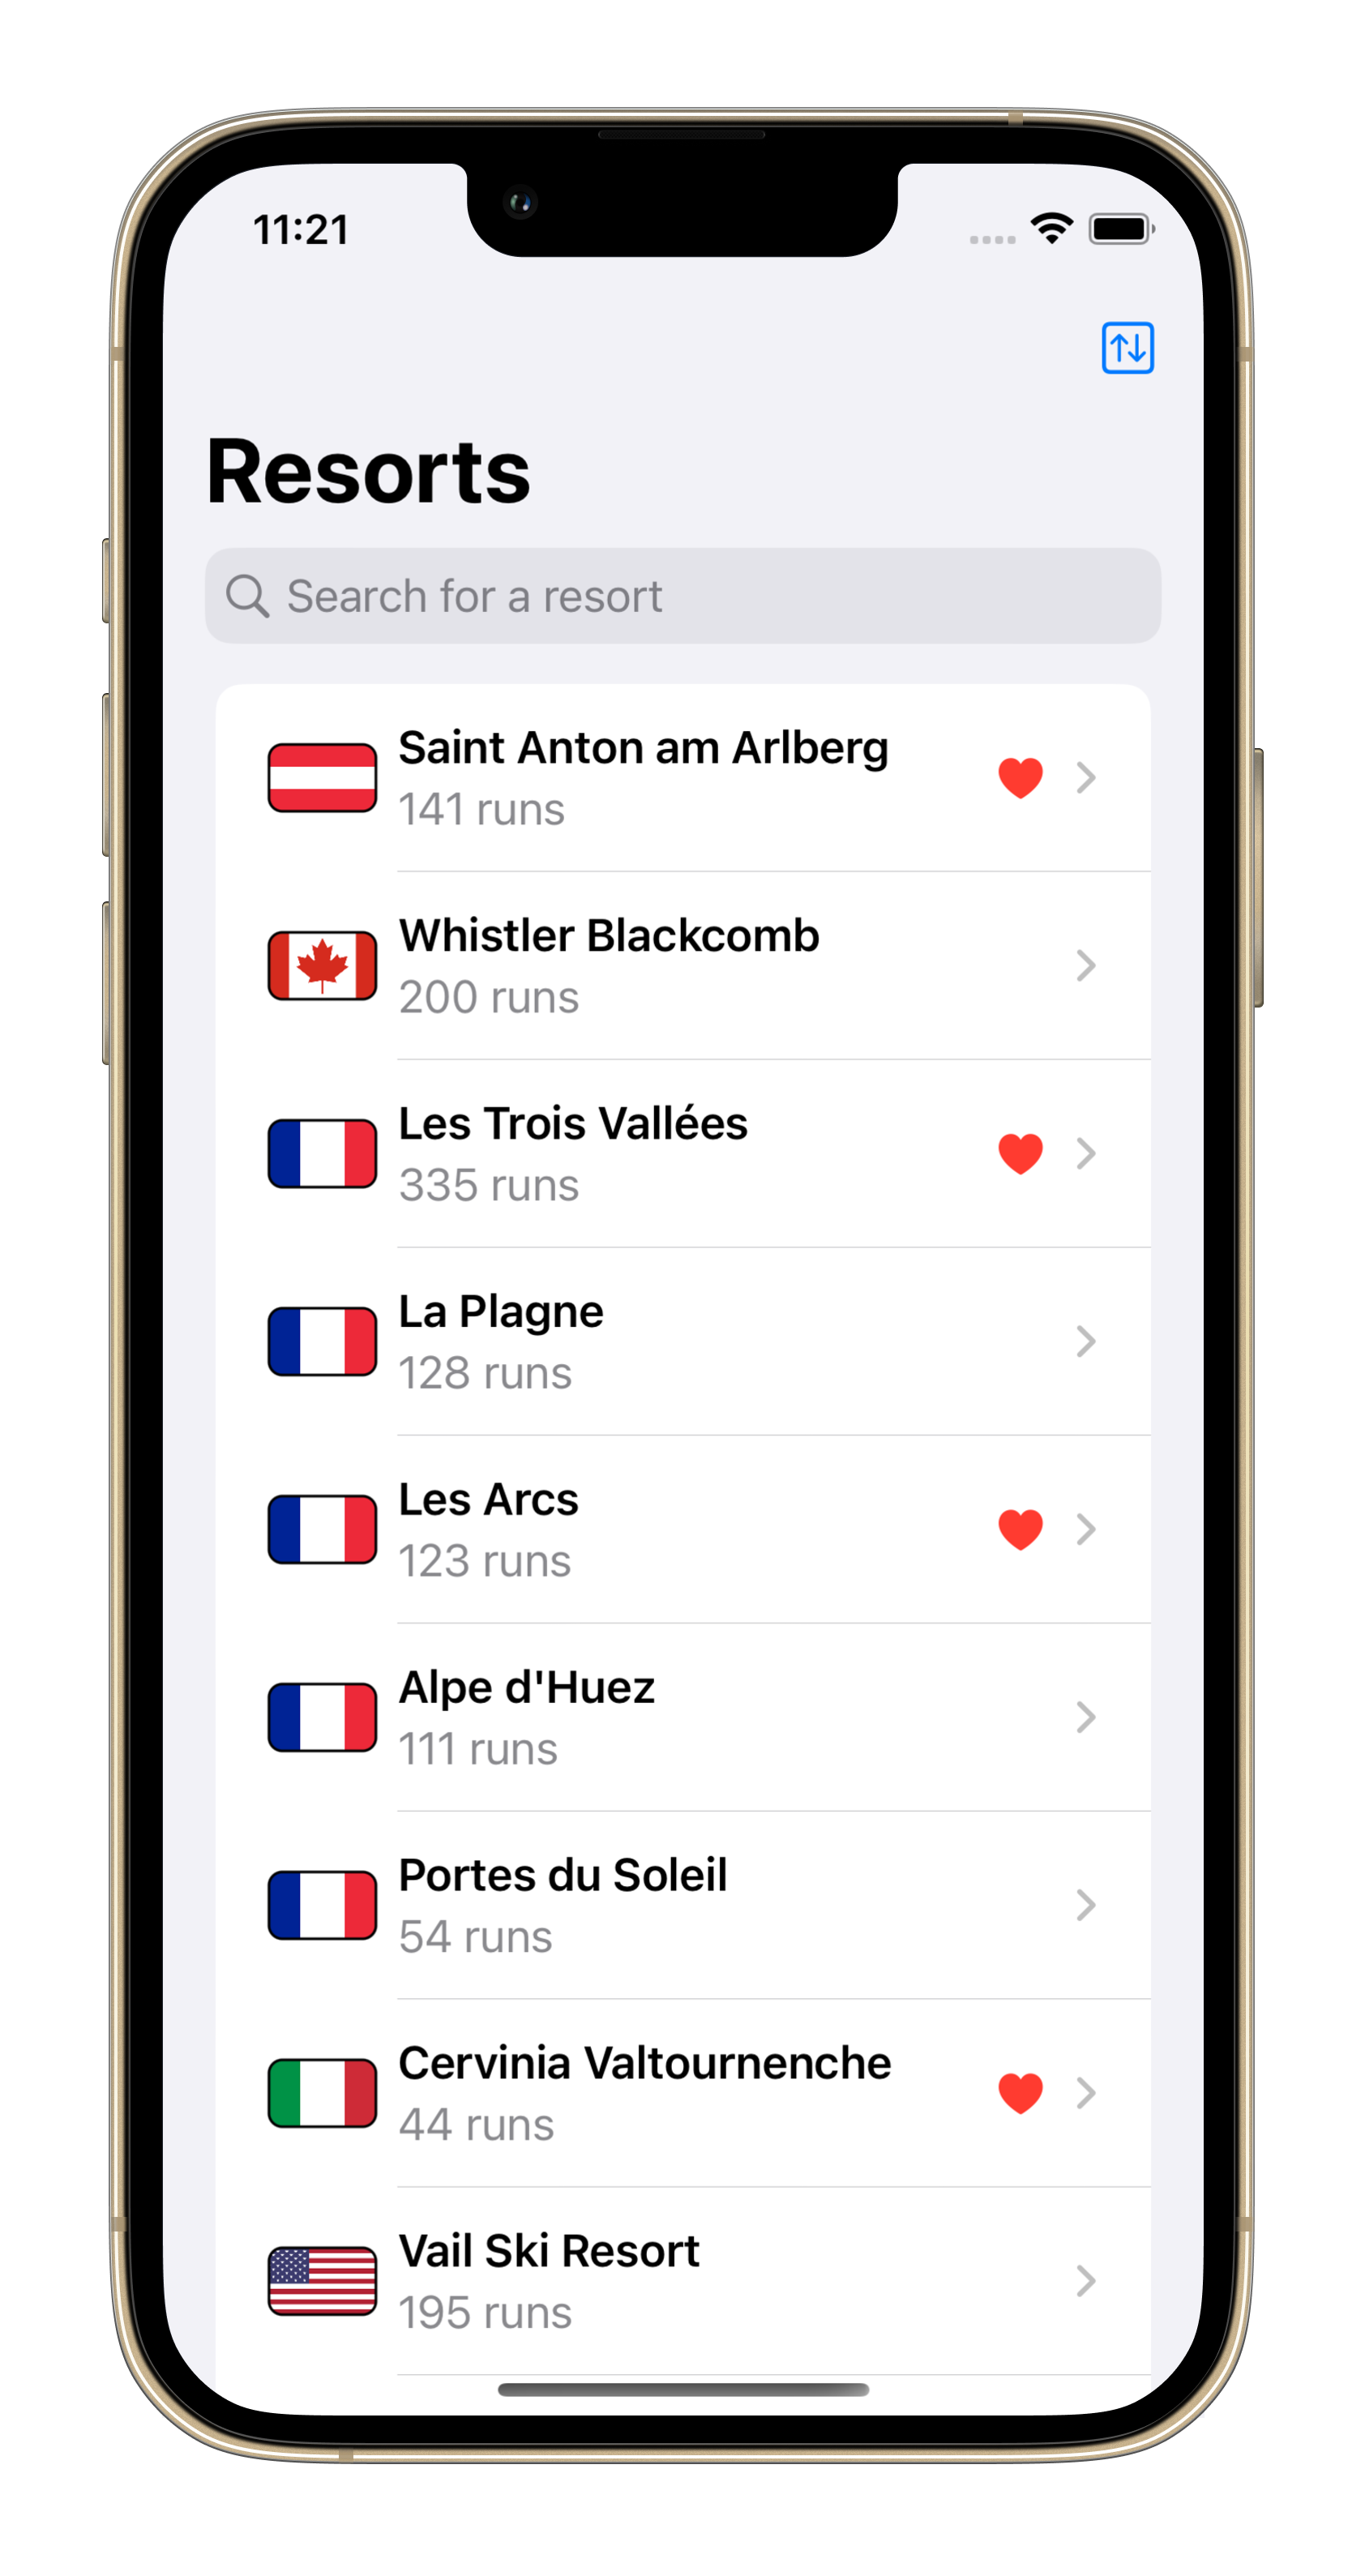 11:21
Resorts
Search for a resort
Saint Anton am Arlberg
141 runs
Whistler Blackcomb
200 runs
Les Trois Vallées
335 runs
La Plagne
128 runs
Les Arcs
123 runs
Alpe d'Huez
111 runs
Portes du Soleil
54 runs
Cervinia Valtournenche
44 runs
Vail Ski Resort
195 runs